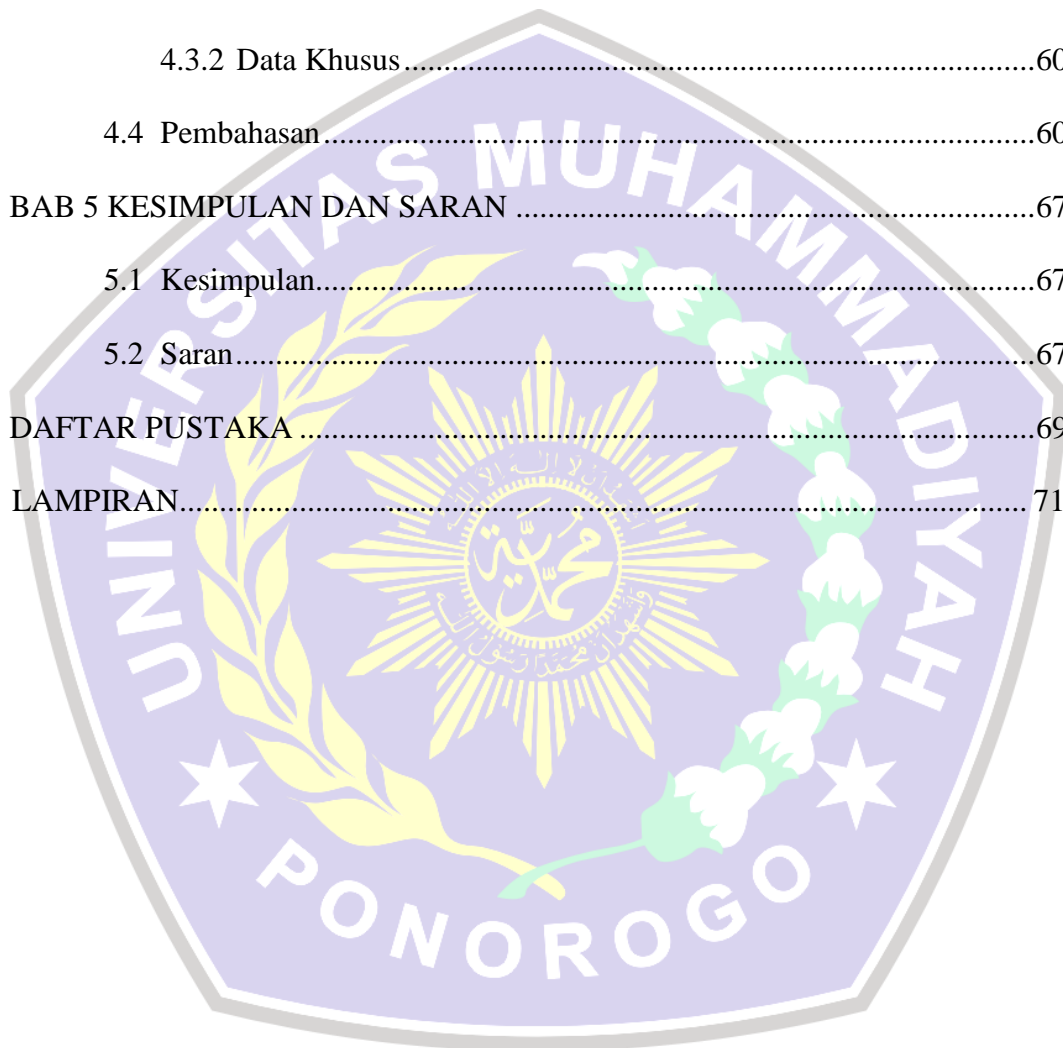 4.3.2 Data Khusus................................................................................60
4.4 Pembahasan..........................................................................................60
BAB 5 KESIMPULAN DAN SARAN ..................................................................67
5.1 Kesimpulan...........................................................................................67
5.2 Saran.....................................................................................................67
DAFTAR PUSTAKA .............................................................................................69
LAMPIRAN........................................................................................................... 71
UNIVERSITAS MUHAMMADIYAH
PONOROGO
محمدية